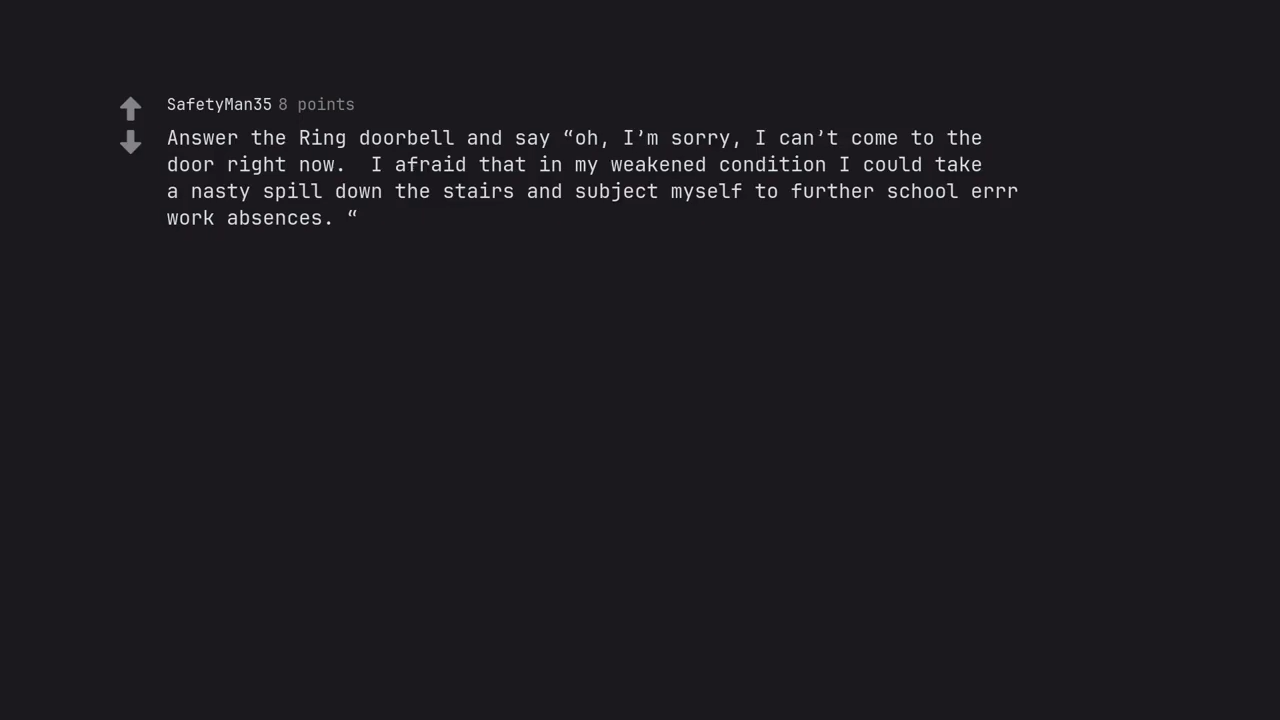 SafetyMan35 8 points
Answer the Ring doorbell and say “oh, I’m sorry, I can’t come to the
door right now.  I afraid that in my weakened condition I could take
a nasty spill down the stairs and subject myself to further school errr
work absences. “